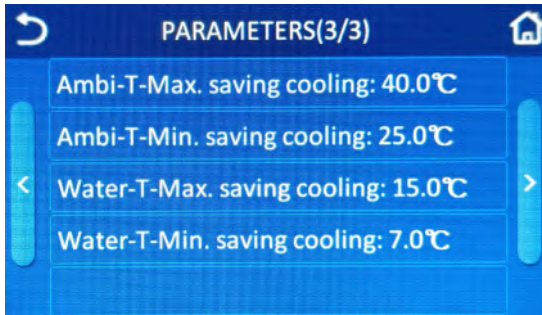 PARAMETERS(3/3)
Ambi-T-Max. saving cooling: 40.0℃
Ambi-T-Min. saving cooling: 25.0℃
Water-T-Max. saving cooling: 15.0℃
Water-T-Min. saving cooling: 7.0℃